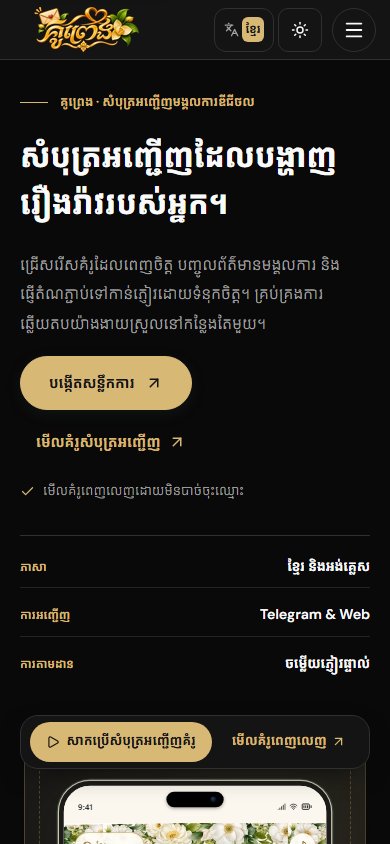 គូព្រេង
ខ្មែរ
គូព្រេង · សំបុត្រអញ្ជើញមង្គលការឌីជីថល
សំបុត្រអញ្ជើញដែលបង្ហាញ
រឿងរ៉ាវរបស់អ្នក។
ជ្រើសរើសគំរូដែលពេញចិត្ត បញ្ចូលព័ត៌មានមង្គលការ និង
ផ្ញើតំណភ្ជាប់ទៅកាន់ភ្ញៀវដោយទំនុកចិត្ត។ គ្រប់គ្រងការ
ឆ្លើយតបយ៉ាងងាយស្រួលនៅកន្លែងតែមួយ។
បង្កើតសន្លឹកការ
មើលគំរូសំបុត្រអញ្ជើញ
មើលគំរូពេញលេញដោយមិនបាច់ចុះឈ្មោះ
ភាសា ខ្មែរ និងអង់គ្លេស
ការអញ្ជើញ Telegram & Web
ការតាមដាន ចម្លើយភ្ញៀវផ្ទាល់
សាកប្រើសំបុត្រអញ្ជើញគំរូ មើលគំរូពេញលេញ
9:41